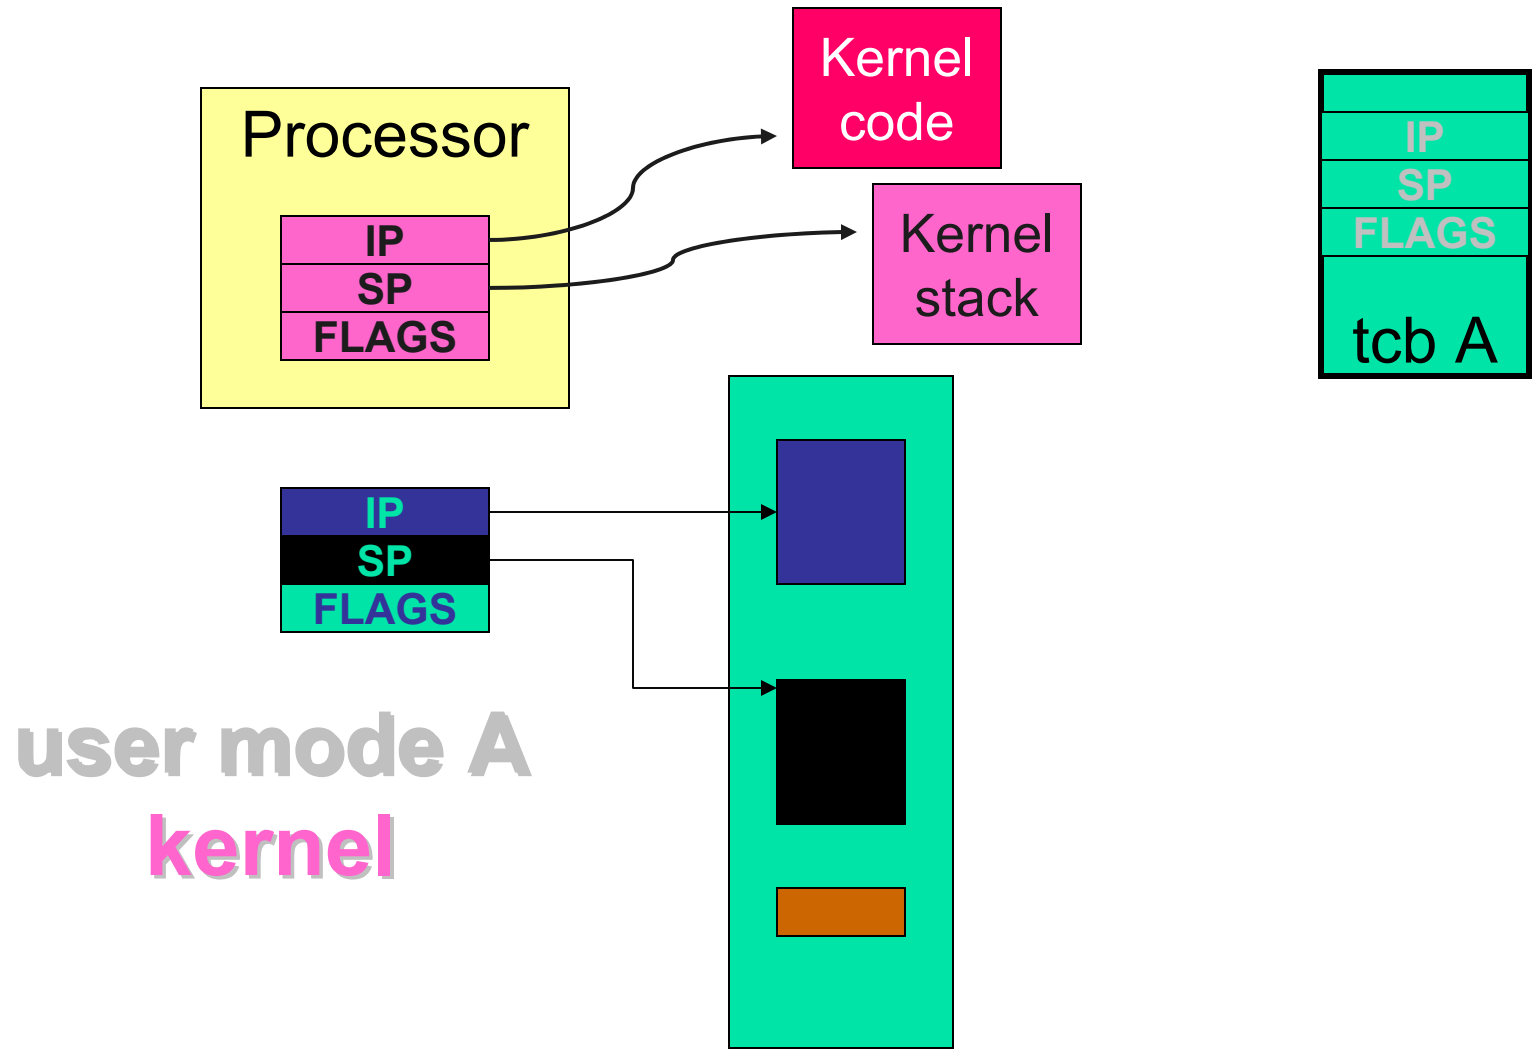 Processor
IP
SP
FLAGS
Kernel
code
Kernel
stack
IP
SP
FLAGS
tcb A
IP
SP
FLAGS
user mode A
kernel